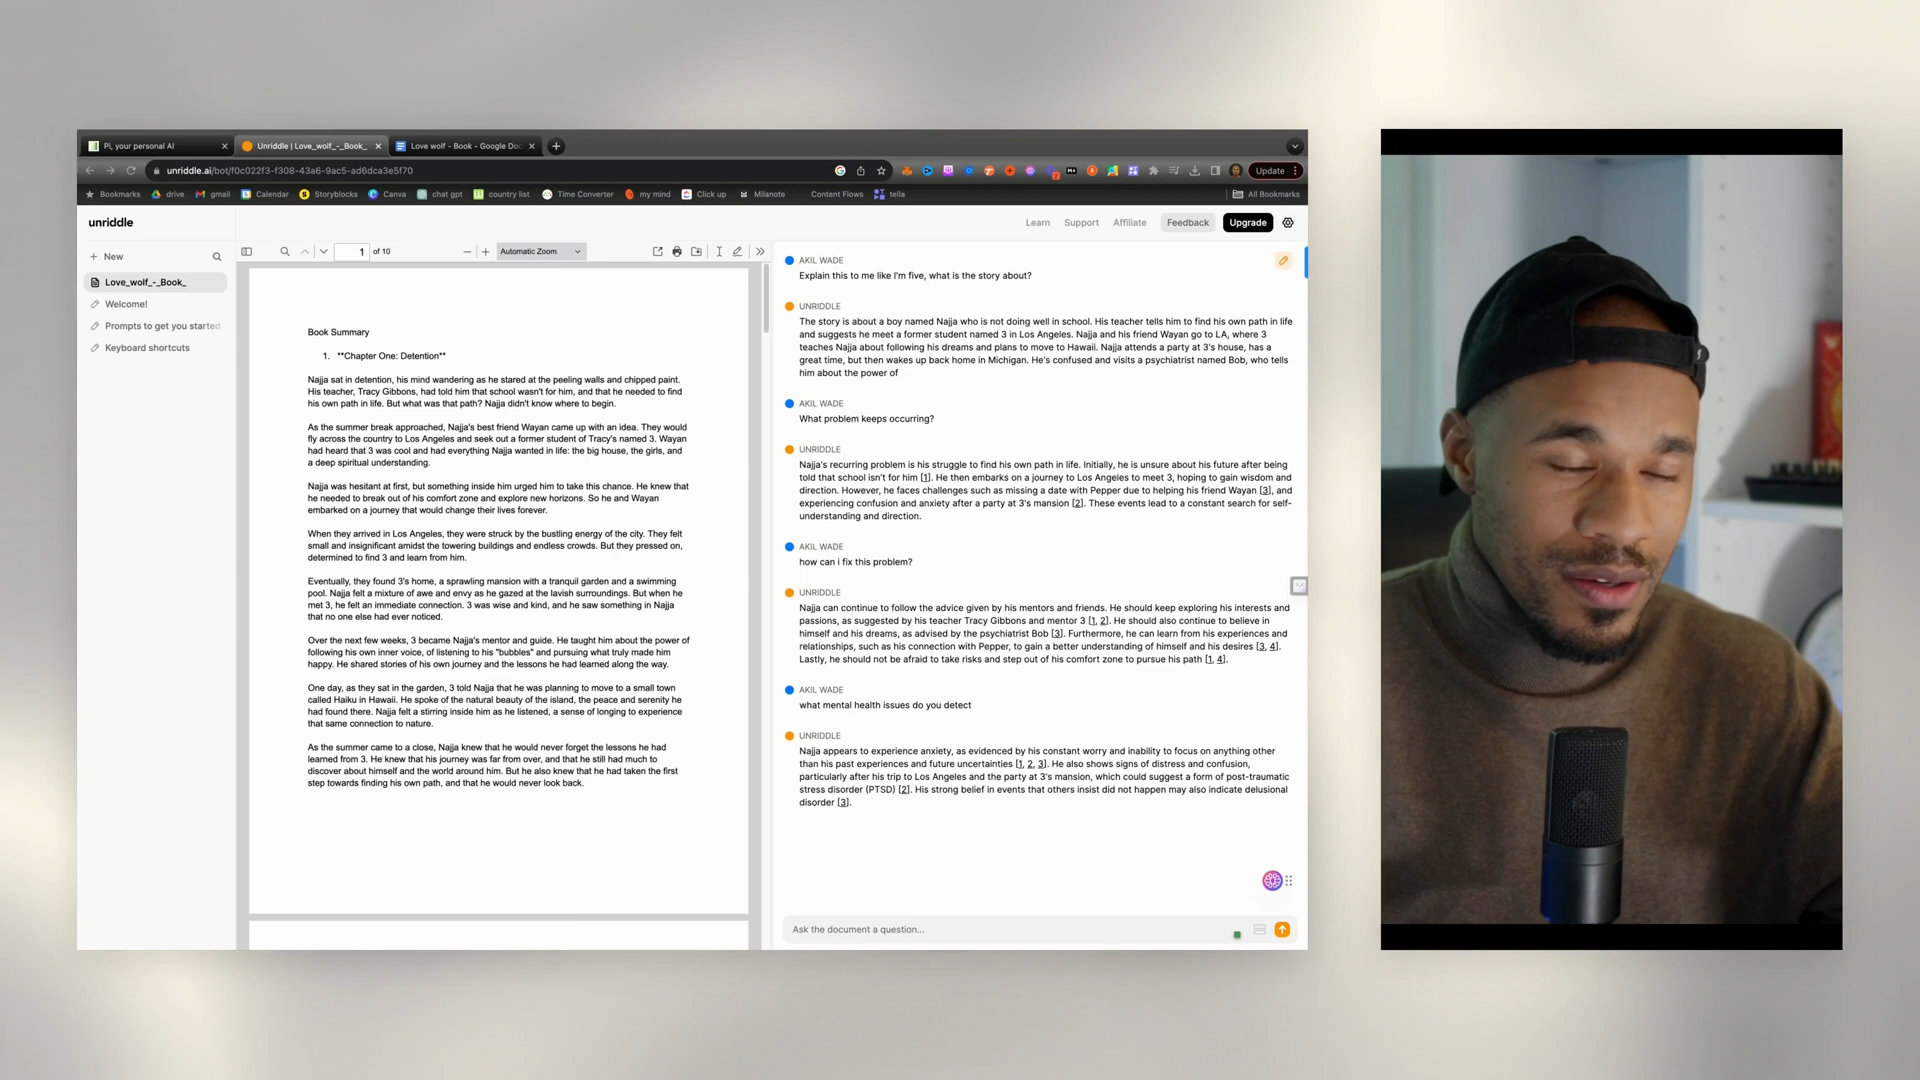 Pi, your personal AI
Unriddle | Love_wolf_-_Book_
Love wolf - Book - Google Doc
unriddle.ai/bot/f0c022f3-f308-43a6-9ac5-ad6dca3e5f70
Update
Bookmarks
drive
gmail
Calendar
Storyblocks
Canva
chat gpt
country list
Time Converter
my mind
Click up
Milanote
Content Flows
tella
All Bookmarks
unriddle
Learn
Support
Affiliate
Feedback
Upgrade
New
Love_wolf_-_Book_
Welcome!
Prompts to get you started
Keyboard shortcuts
1 of 10
Automatic Zoom
Book Summary
1. **Chapter One: Detention**
Najja sat in detention, his mind wandering as he stared at the peeling walls and chipped paint.
His teacher, Tracy Gibbons, had told him that school wasn't for him, and that he needed to find
his own path in life. But what was that path? Najja didn't know where to begin.
As the summer break approached, Najja's best friend Wayan came up with an idea. They would
fly across the country to Los Angeles and seek out a former student of Tracy's named 3. Wayan
had heard that 3 was cool and had everything Najja wanted in life: the big house, the girls, and
a deep spiritual understanding.
Najja was hesitant at first, but something inside him urged him to take this chance. He knew that
he needed to break out of his comfort zone and explore new horizons. So he and Wayan
embarked on a journey that would change their lives forever.
When they arrived in Los Angeles, they were struck by the bustling energy of the city. They felt
small and insignificant amidst the towering buildings and endless crowds. But they pressed on,
determined to find 3 and learn from him.
Eventually, they found 3's home, a sprawling mansion with a tranquil garden and a swimming
pool. Najja felt a mixture of awe and envy as he gazed at the lavish surroundings. But when he
met 3, he felt an immediate connection. 3 was wise and kind, and he saw something in Najja
that no one else had ever noticed.
Over the next few weeks, 3 became Najja's mentor and guide. He taught him about the power of
following his own inner voice, of listening to his "bubbles" and pursuing what truly made him
happy. He shared stories of his own journey and the lessons he had learned along the way.
One day, as they sat in the garden, 3 told Najja that he was planning to move to a small town
called Haiku in Hawaii. He spoke of the natural beauty of the island, the peace and serenity he
had found there. Najja felt a stirring inside him as he listened, a sense of longing to experience
that same connection to nature.
As the summer came to a close, Najja knew that he would never forget the lessons he had
learned from 3. He knew that his journey was far from over, and that he still had much to
discover about himself and the world around him. But he also knew that he had taken the first
step towards finding his own path, and that he would never look back.
AKIL WADE
Explain this to me like I'm five, what is the story about?
UNRIDDLE
The story is about a boy named Najja who is not doing well in school. His teacher tells him to find his own path in life
and suggests he meet a former student named 3 in Los Angeles. Najja and his friend Wayan go to LA, where 3
teaches Najja about following his dreams and plans to move to Hawaii. Najja attends a party at 3's house, has a
great time, but then wakes up back home in Michigan. He's confused and visits a psychiatrist named Bob, who tells
him about the power of
AKIL WADE
What problem keeps occurring?
UNRIDDLE
Najja's recurring problem is his struggle to find his own path in life. Initially, he is unsure about his future after being
told that school isn't for him [1]. He then embarks on a journey to Los Angeles to meet 3, hoping to gain wisdom and
direction. However, he faces challenges such as missing a date with Pepper due to helping his friend Wayan [3], and
experiencing confusion and anxiety after a party at 3's mansion [2]. These events lead to a constant search for self-
understanding and direction.
AKIL WADE
how can i fix this problem?
UNRIDDLE
Najja can continue to follow the advice given by his mentors and friends. He should keep exploring his interests and
passions, as suggested by his teacher Tracy Gibbons and mentor 3 [1, 2]. He should also continue to believe in
himself and his dreams, as advised by the psychiatrist Bob [3]. Furthermore, he can learn from his experiences and
relationships, such as his connection with Pepper, to gain a better understanding of himself and his desires [3, 4].
Lastly, he should not be afraid to take risks and step out of his comfort zone to pursue his path [1, 4].
AKIL WADE
what mental health issues do you detect
UNRIDDLE
Najja appears to experience anxiety, as evidenced by his constant worry and inability to focus on anything other
than his past experiences and future uncertainties [1, 2, 3]. He also shows signs of distress and confusion,
particularly after his trip to Los Angeles and the party at 3's mansion, which could suggest a form of post-traumatic
stress disorder (PTSD) [2]. His strong belief in events that others insist did not happen may also indicate delusional
disorder [3].
Ask the document a question...